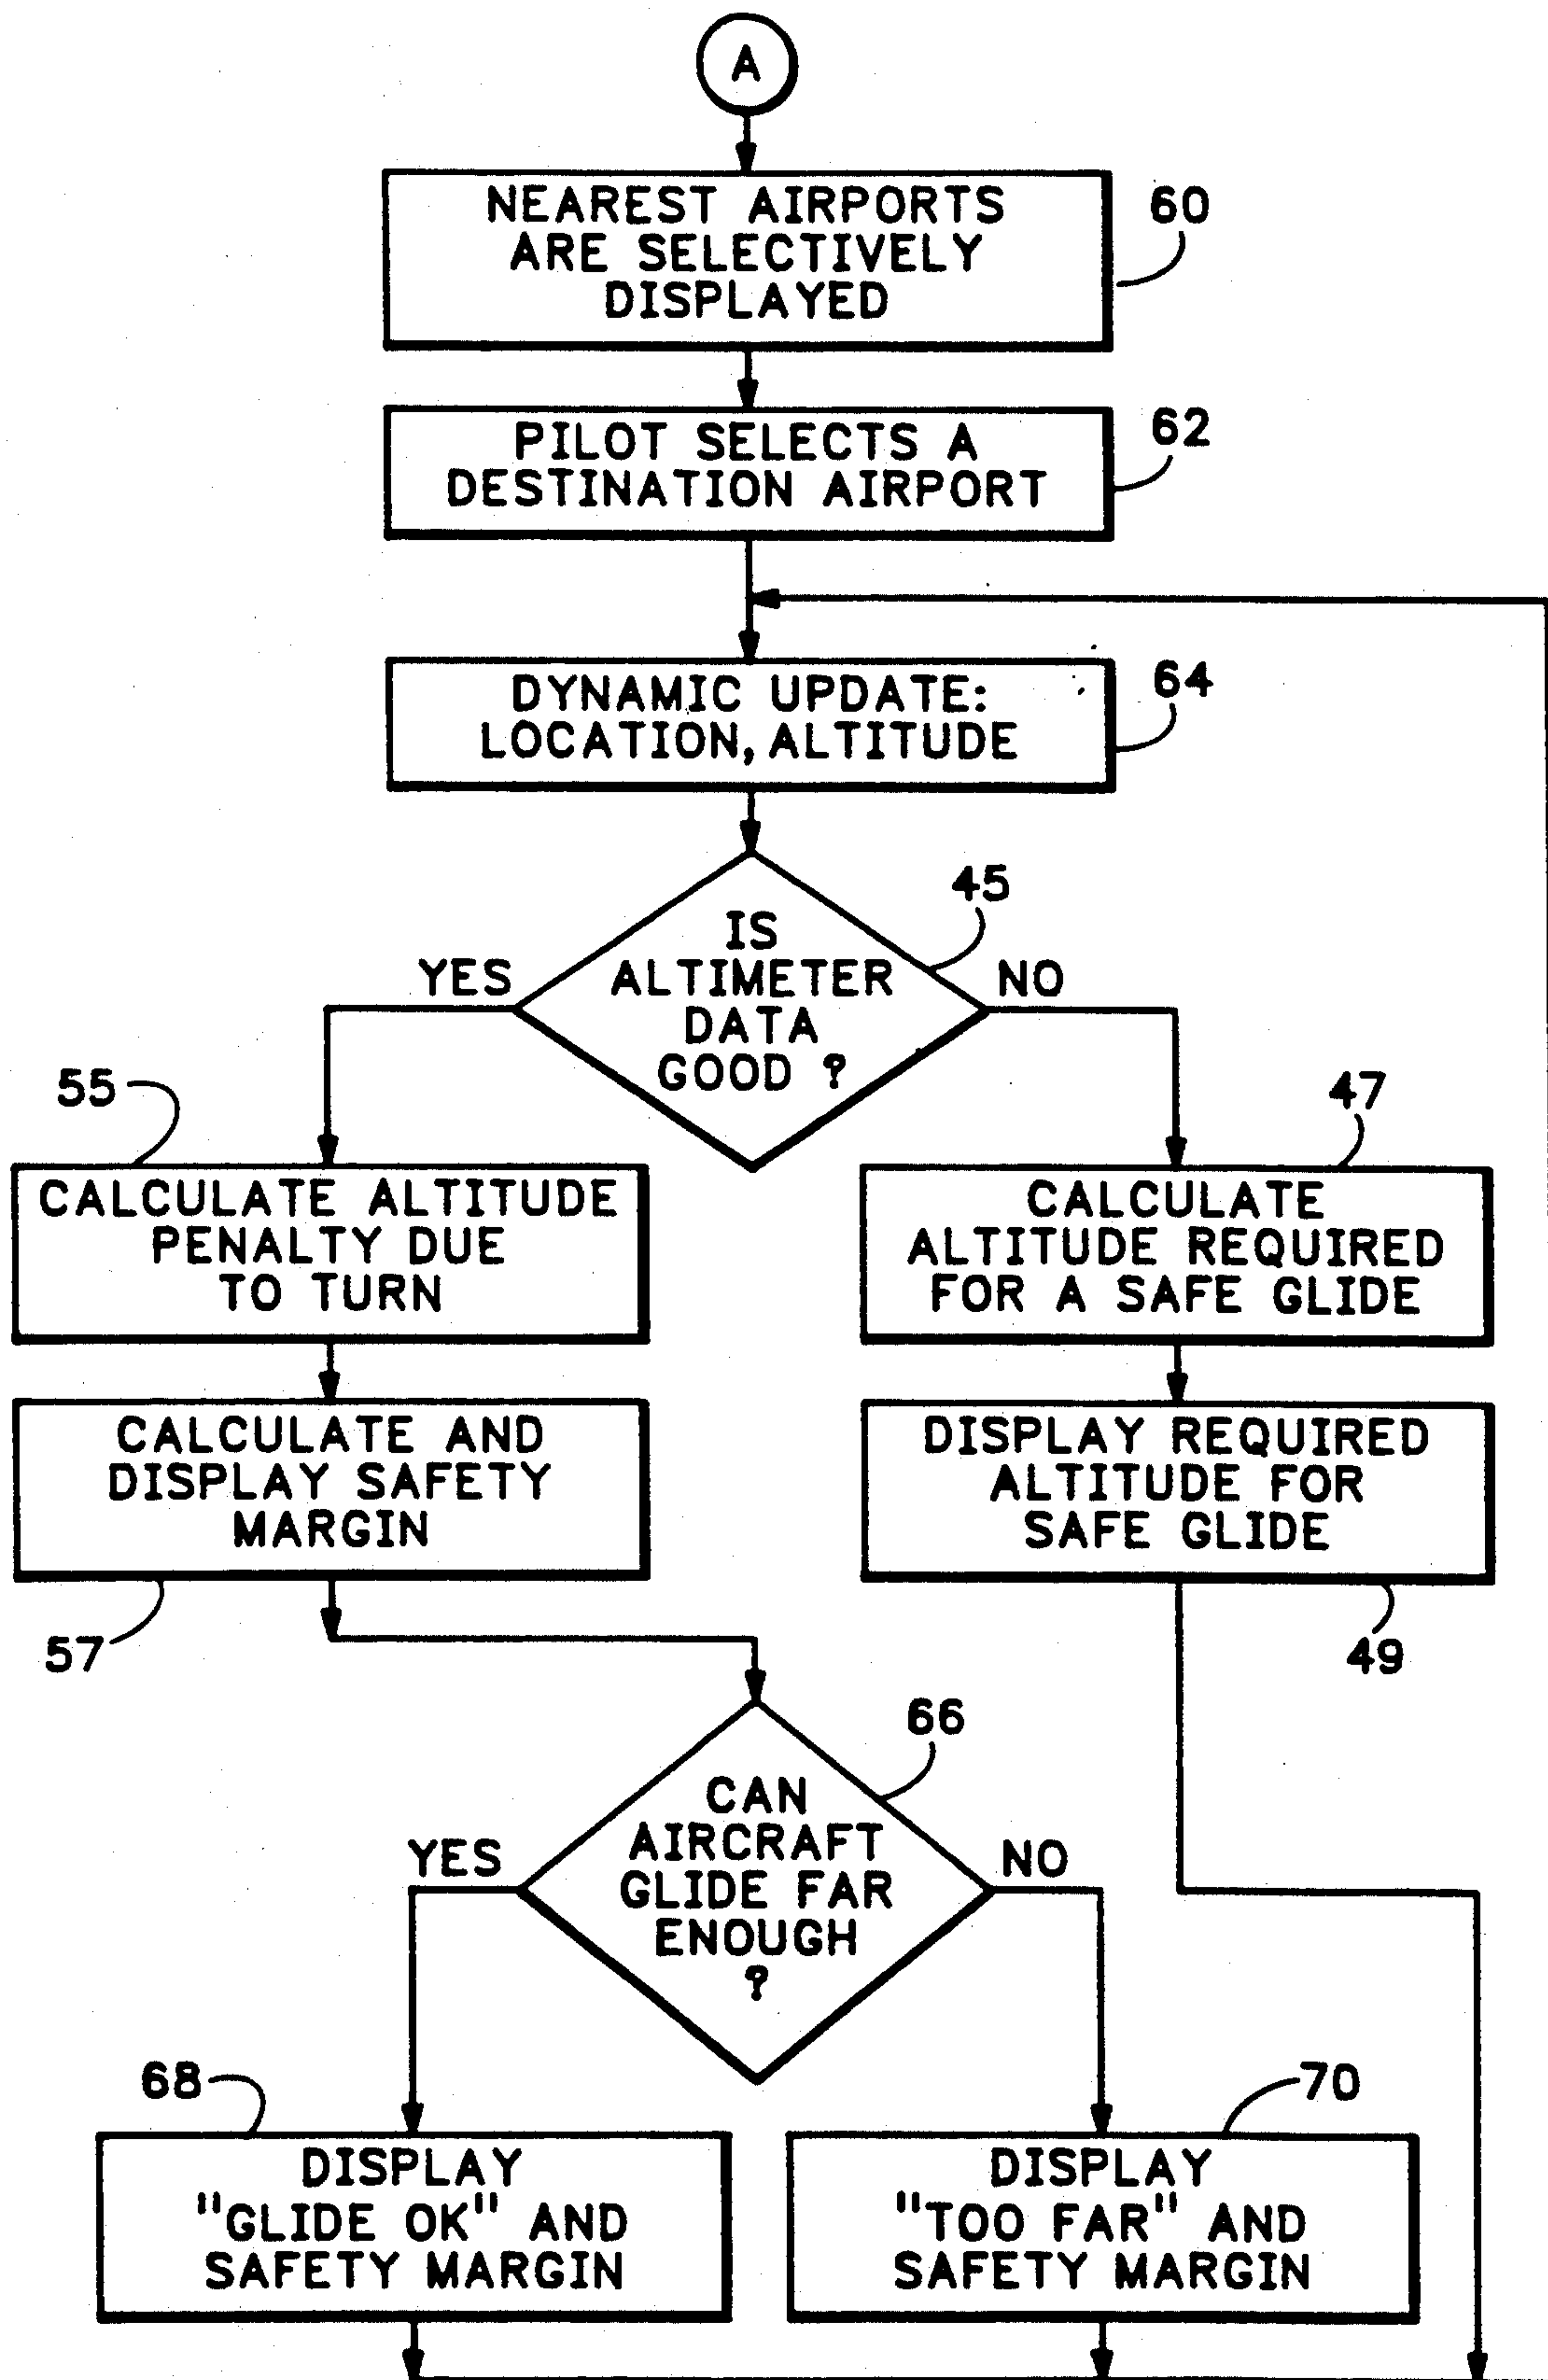 A
NEAREST AIRPORTS
ARE SELECTIVELY
DISPLAYED
60
PILOT SELECTS A
DESTINATION AIRPORT
62
DYNAMIC UPDATE:
LOCATION, ALTITUDE
64
IS
ALTIMETER
DATA
GOOD ?
45
YES
NO
55
CALCULATE ALTITUDE
PENALTY DUE
TO TURN
47
CALCULATE
ALTITUDE REQUIRED
FOR A SAFE GLIDE
CALCULATE AND
DISPLAY SAFETY
MARGIN
57
DISPLAY REQUIRED
ALTITUDE FOR
SAFE GLIDE
49
CAN
AIRCRAFT
GLIDE FAR
ENOUGH
?
66
YES
NO
68
DISPLAY
"GLIDE OK" AND
SAFETY MARGIN
70
DISPLAY
"TOO FAR" AND
SAFETY MARGIN